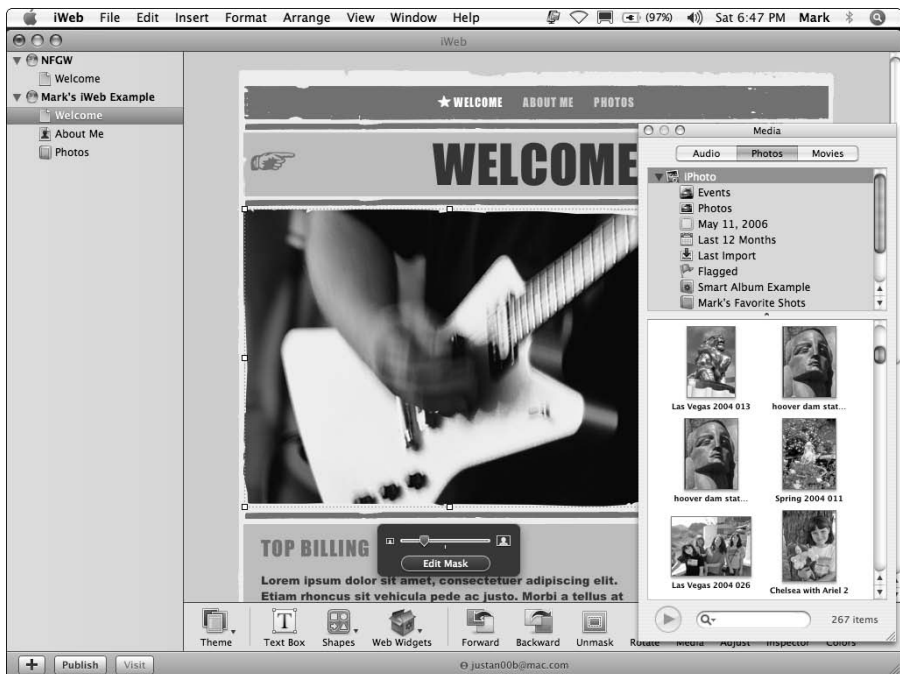 iWeb File Edit Insert Format Arrange View Window Help (97%) Sat 6:47 PM Mark
iWeb
NFGW
Welcome
Mark's iWeb Example
Welcome
About Me
Photos
WELCOME ABOUT ME PHOTOS
WELCOME
Media
Audio Photos Movies
iPhoto
Events
Photos
May 11, 2006
Last 12 Months
Last Import
Flagged
Smart Album Example
Mark's Favorite Shots
Las Vegas 2004 013 hoover dam stat...
hoover dam stat... Spring 2004 011
Las Vegas 2004 026 Chelsea with Ariel 2
267 items
Edit Mask
TOP BILLING
Lorem ipsum dolor sit amet, consectetuer adipiscing elit.
Etiam rhoncus sit vehicula pede ac justo. Morbi a tellus at
Theme Text Box Shapes Web Widgets Forward Backward Unmask Rotate Media Adjust Inspector Colors
Publish Visit justan00b@mac.com